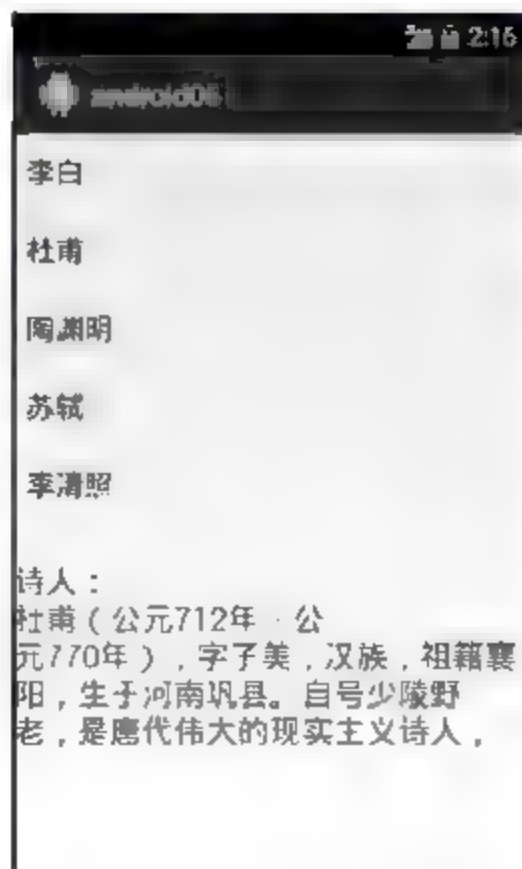 2:16
android06
李白
杜甫
陶渊明
苏轼
李清照
诗人：
杜甫（公元712年 - 公
元770年），字子美，汉族，祖籍襄
阳，生于河南巩县。自号少陵野
老，是唐代伟大的现实主义诗人，